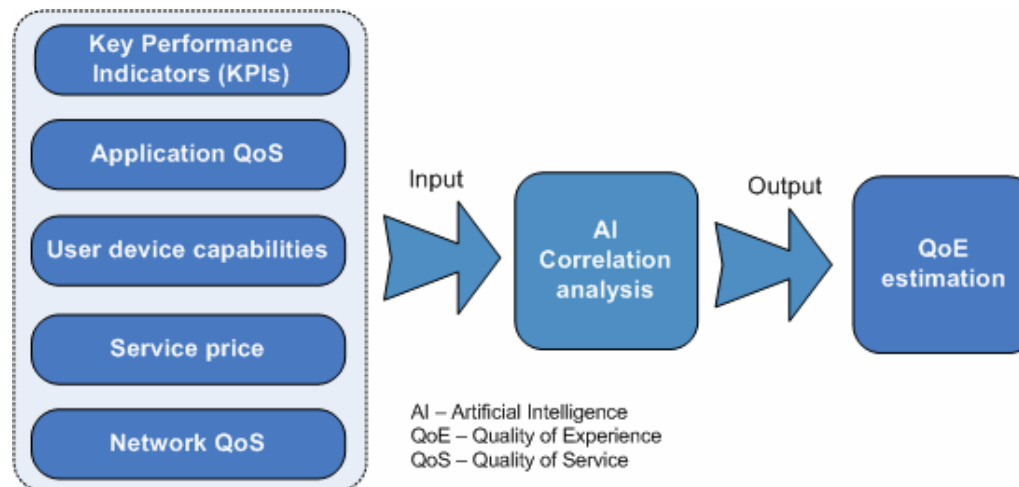 Key Performance
Indicators (KPIs)
Application QoS
User device capabilities
Service price
Network QoS
Input
AI
Correlation
analysis
Output
QoE
estimation
AI – Artificial Intelligence
QoE – Quality of Experience
QoS – Quality of Service